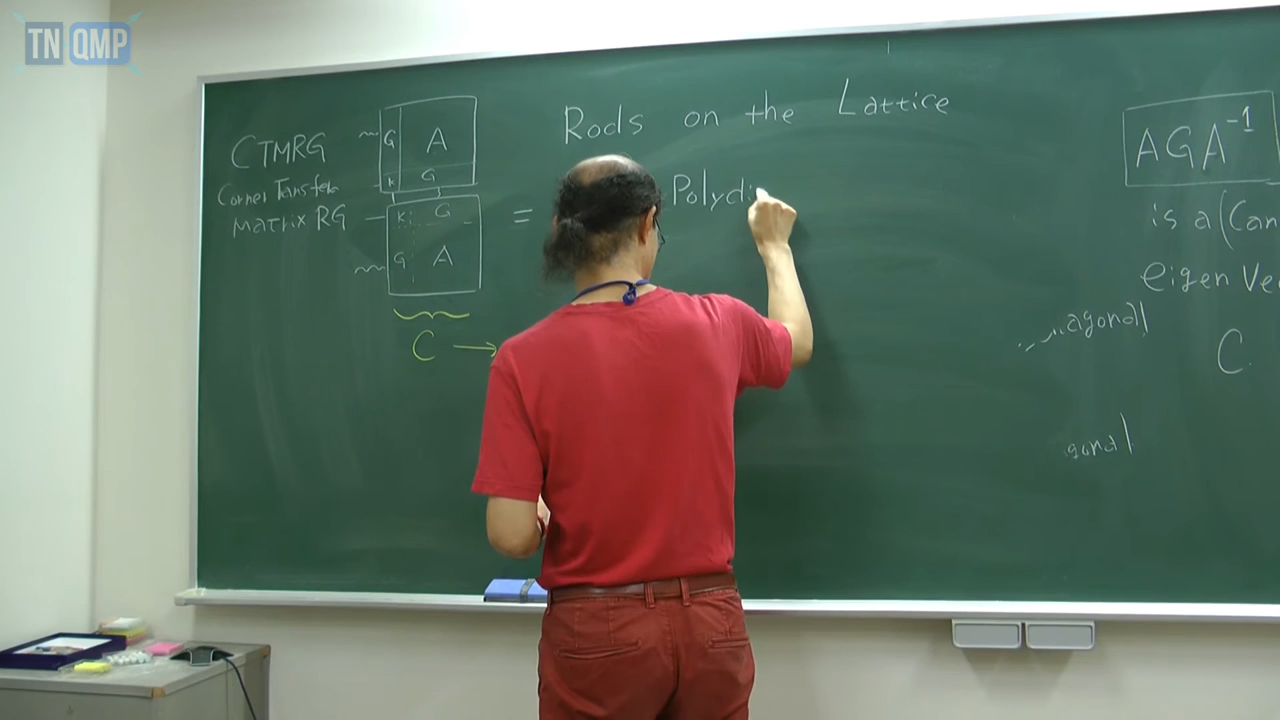 TN QMP
CTMRG
Corner Transfer
matrix RG
G A
K G
K G
G A
=
C →
Rods on the Lattice
Polydi
AGA⁻¹
is a (Can
eigen Ve
agonal
C
gonal